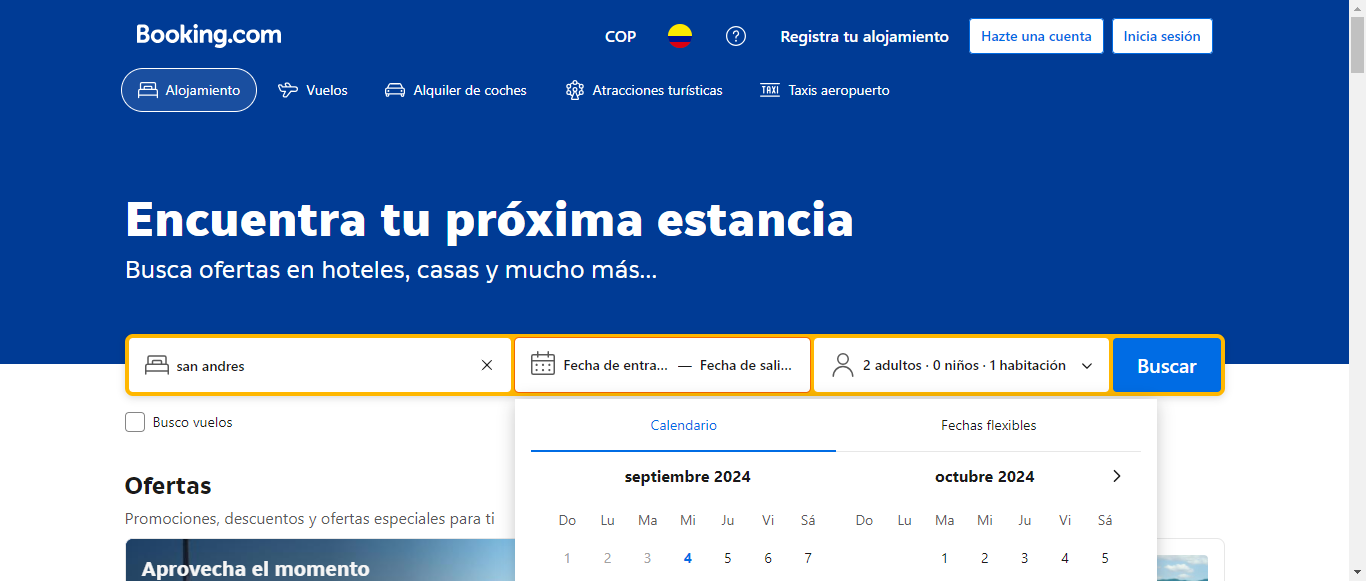 Booking.com
COP
Registra tu alojamiento
Hazte una cuenta
Inicia sesión
Alojamiento
Vuelos
Alquiler de coches
Atracciones turísticas
TAXI
Taxis aeropuerto
Encuentra tu próxima estancia
Busca ofertas en hoteles, casas y mucho más...
san andres
Fecha de entra... — Fecha de sali...
2 adultos · 0 niños · 1 habitación
Buscar
Busco vuelos
Calendario
Fechas flexibles
septiembre 2024
octubre 2024
Do Lu Ma Mi Ju Vi Sá
Do Lu Ma Mi Ju Vi Sá
1 2 3 4 5 6 7
1 2 3 4 5
Ofertas
Promociones, descuentos y ofertas especiales para ti
Aprovecha el momento